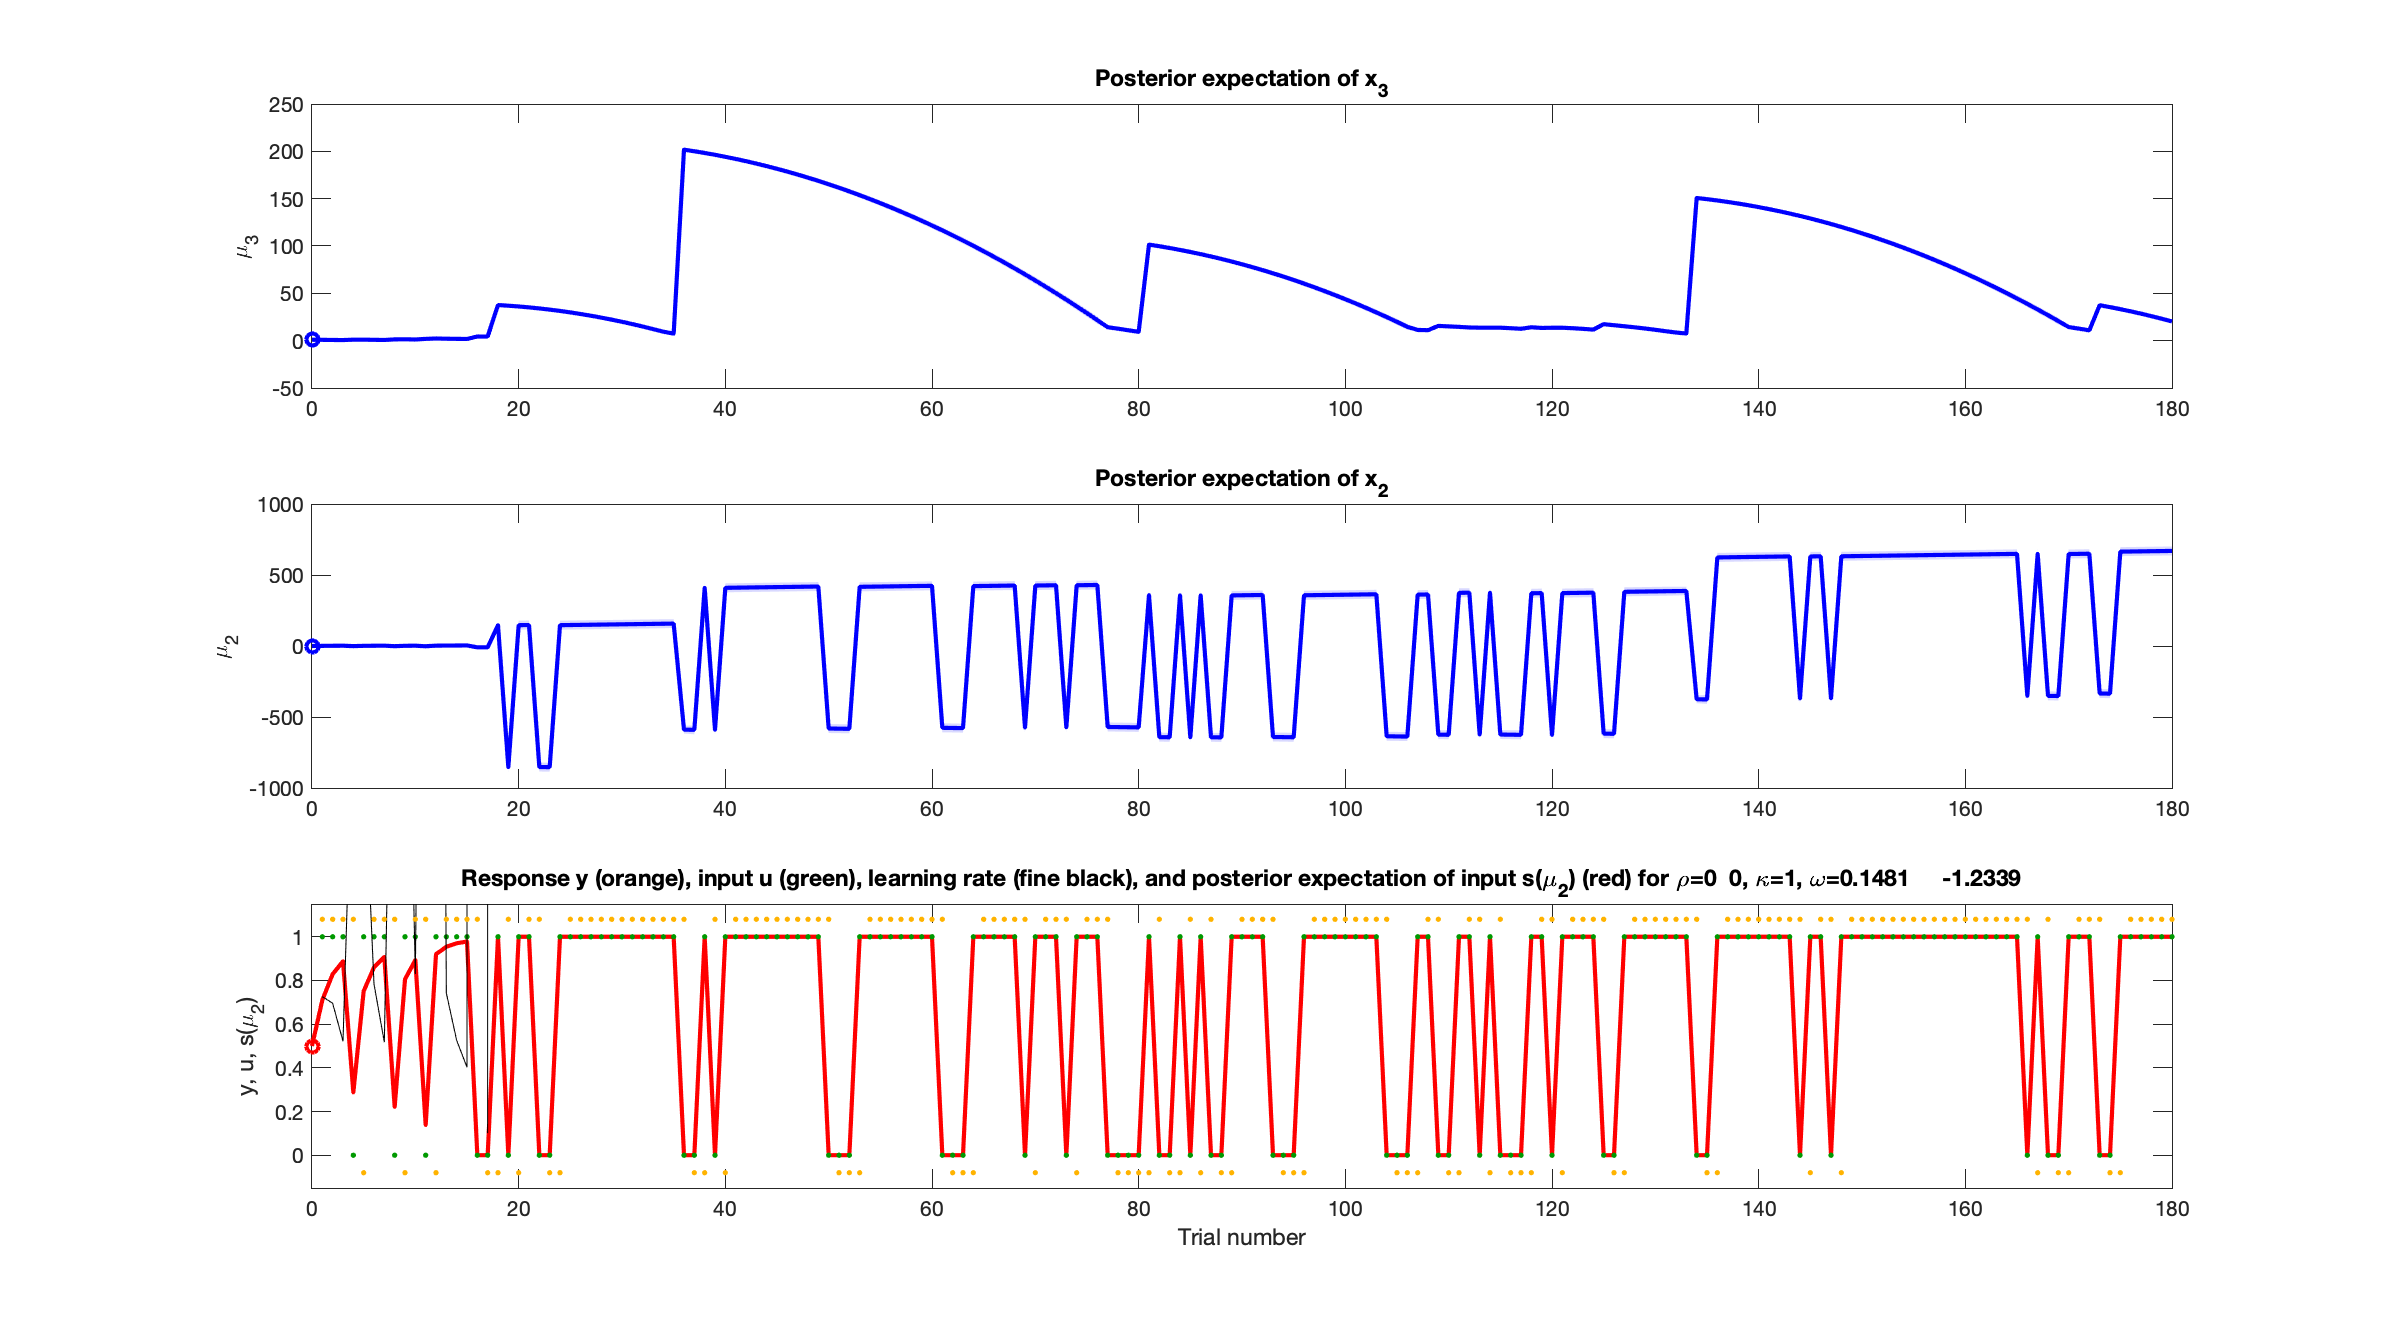 Posterior expectation of x3
250
200
150
100
50
0
-50
μ3
0 20 40 60 80 100 120 140 160 180
Posterior expectation of x2
1000
500
0
-500
-1000
μ2
0 20 40 60 80 100 120 140 160 180
Response y (orange), input u (green), learning rate (fine black), and posterior expectation of input s(μ2) (red) for ρ=0 0, κ=1, ω=0.1481 -1.2339
1
0.8
0.6
0.4
0.2
0
y, u, s(μ2)
0 20 40 60 80 100 120 140 160 180
Trial number